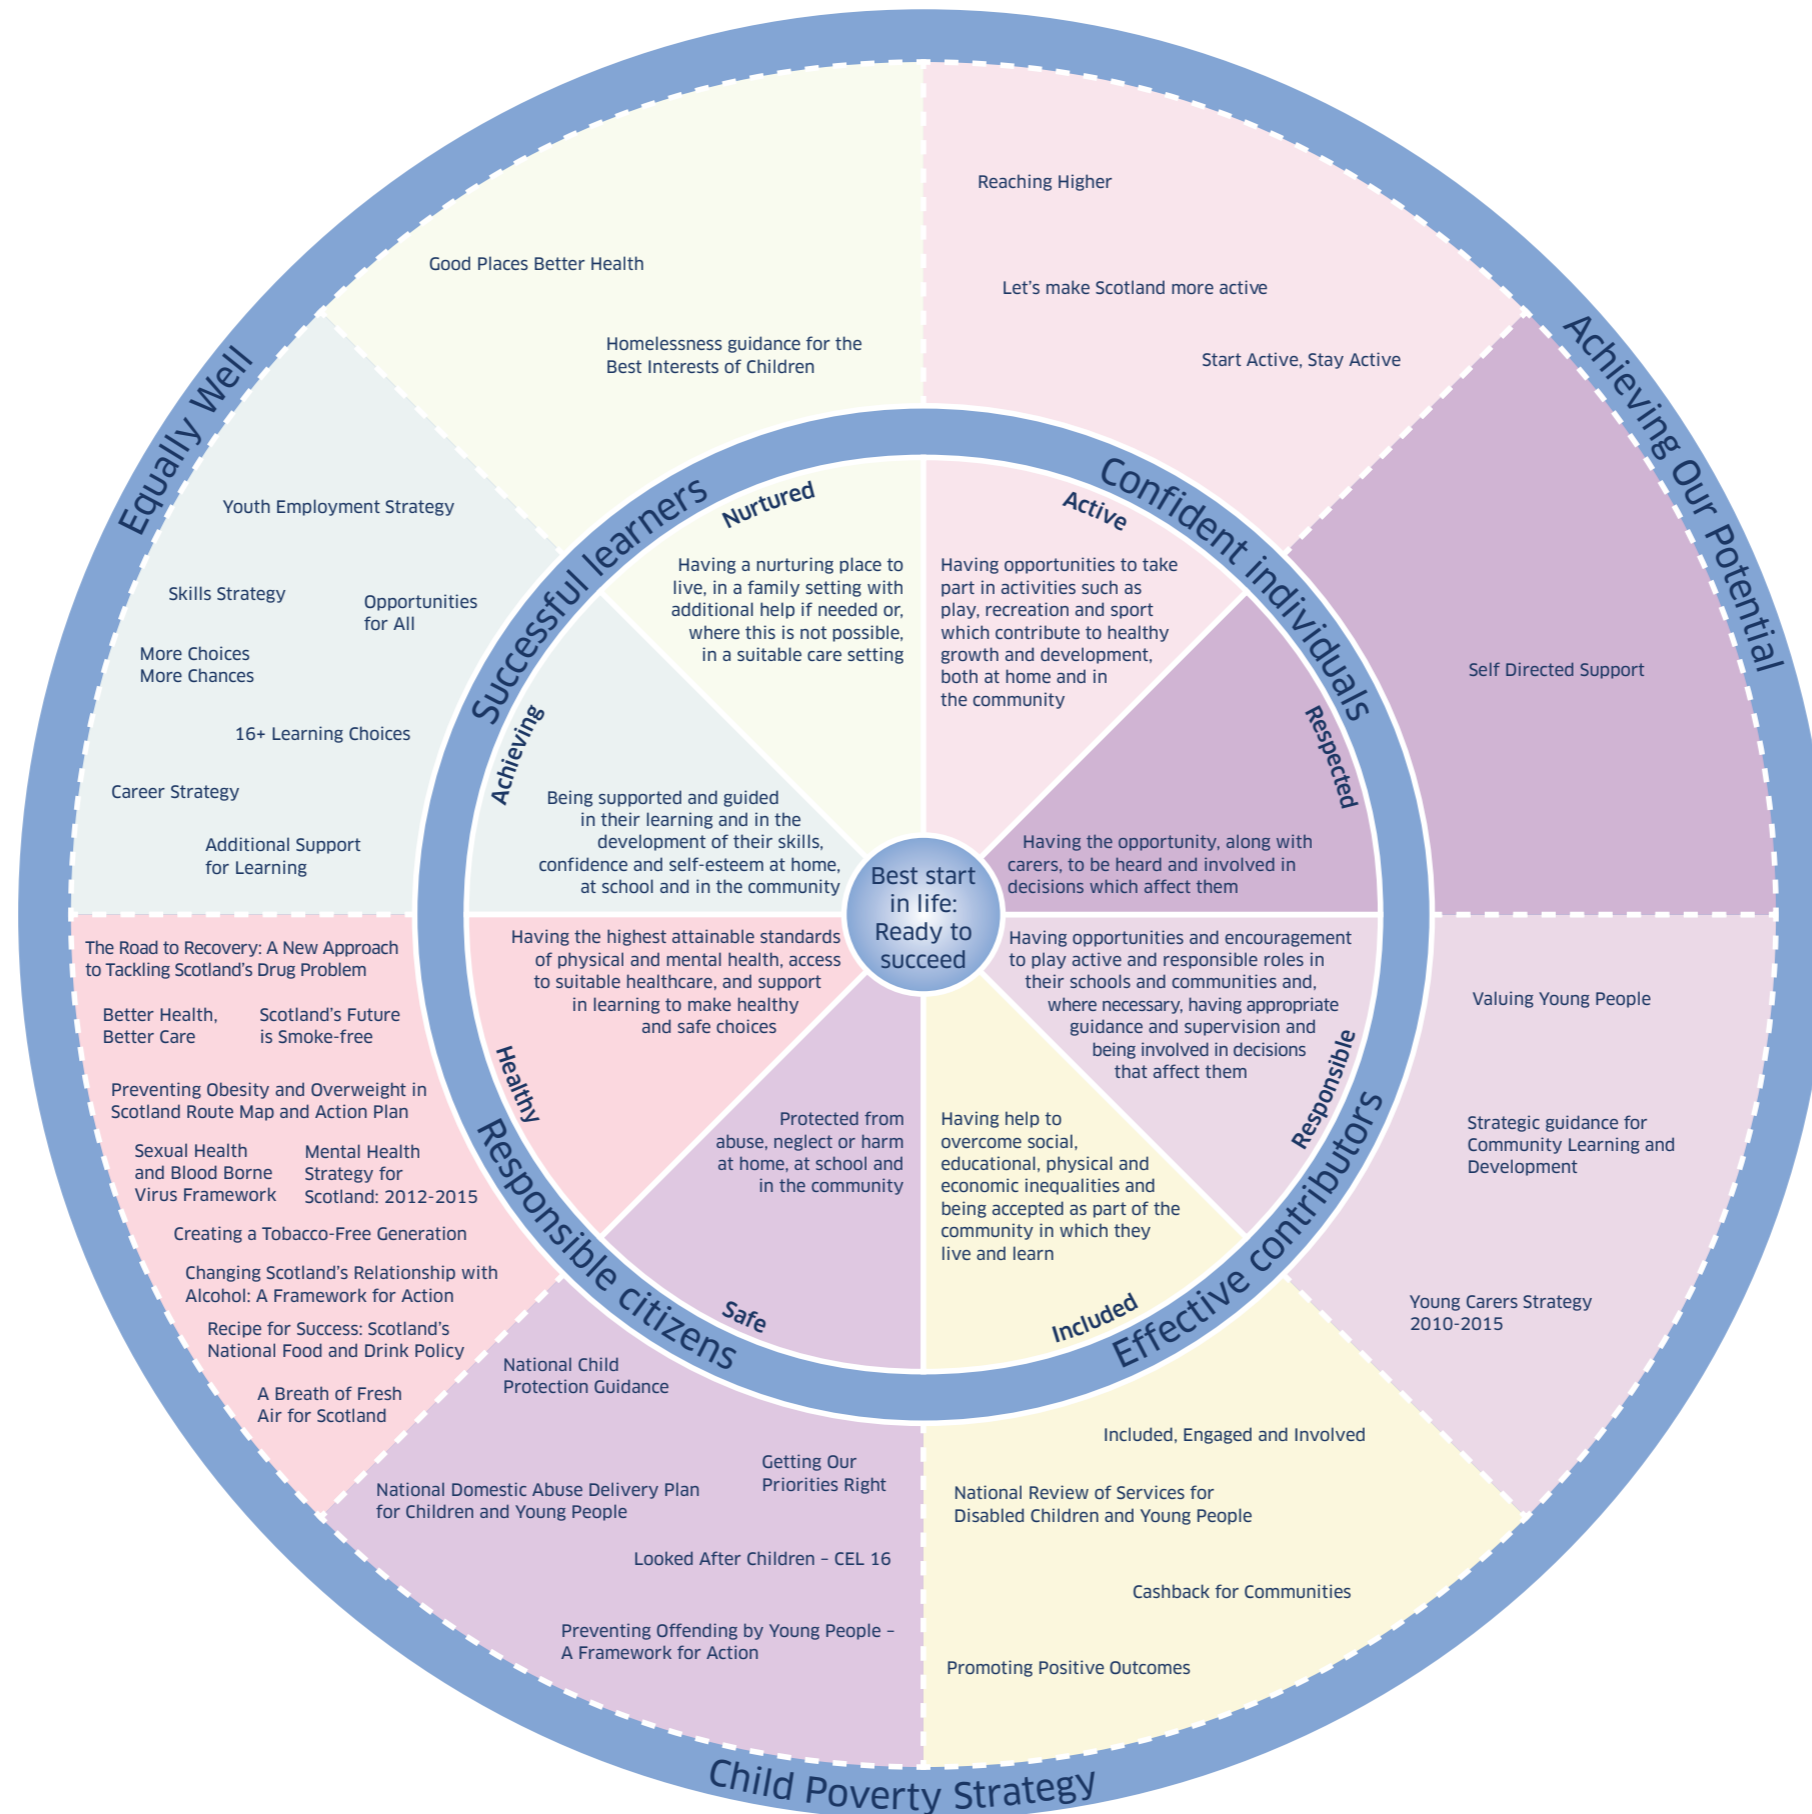 Reaching Higher
Good Places Better Health
Let's make Scotland more active
Homelessness guidance for the
Best Interests of Children
Start Active, Stay Active
Achieving Our Potential
Equally Well
Successful learners
Confident individuals
Nurtured
Having a nurturing place to
live, in a family setting with
additional help if needed or,
where this is not possible,
in a suitable care setting
Active
Having opportunities to take
part in activities such as
play, recreation and sport
which contribute to healthy
growth and development,
both at home and in
the community
Youth Employment Strategy
Skills Strategy
Opportunities
for All
More Choices
More Chances
16+ Learning Choices
Career Strategy
Additional Support
for Learning
Achieving
Being supported and guided
in their learning and in the
development of their skills,
confidence and self-esteem at home,
at school and in the community
Respected
Having the opportunity, along with
carers, to be heard and involved in
decisions which affect them
Self Directed Support
Best start
in life:
Ready to
succeed
The Road to Recovery: A New Approach
to Tackling Scotland's Drug Problem
Better Health,
Better Care
Scotland's Future
is Smoke-free
Preventing Obesity and Overweight in
Scotland Route Map and Action Plan
Sexual Health
and Blood Borne
Virus Framework
Mental Health
Strategy for
Scotland: 2012-2015
Creating a Tobacco-Free Generation
Changing Scotland's Relationship with
Alcohol: A Framework for Action
Recipe for Success: Scotland's
National Food and Drink Policy
A Breath of Fresh
Air for Scotland
Having the highest attainable standards
of physical and mental health, access
to suitable healthcare, and support
in learning to make healthy
and safe choices
Healthy
Having opportunities and encouragement
to play active and responsible roles in
their schools and communities and,
where necessary, having appropriate
guidance and supervision and
being involved in decisions
that affect them
Responsible
Valuing Young People
Strategic guidance for
Community Learning and
Development
Young Carers Strategy
2010-2015
Protected from
abuse, neglect or harm
at home, at school and
in the community
Safe
Having help to
overcome social,
educational, physical and
economic inequalities and
being accepted as part of the
community in which they
live and learn
Included
Responsible citizens
Effective contributors
National Child
Protection Guidance
Getting Our
Priorities Right
National Domestic Abuse Delivery Plan
for Children and Young People
Looked After Children – CEL 16
Preventing Offending by Young People –
A Framework for Action
Included, Engaged and Involved
National Review of Services for
Disabled Children and Young People
Cashback for Communities
Promoting Positive Outcomes
Child Poverty Strategy